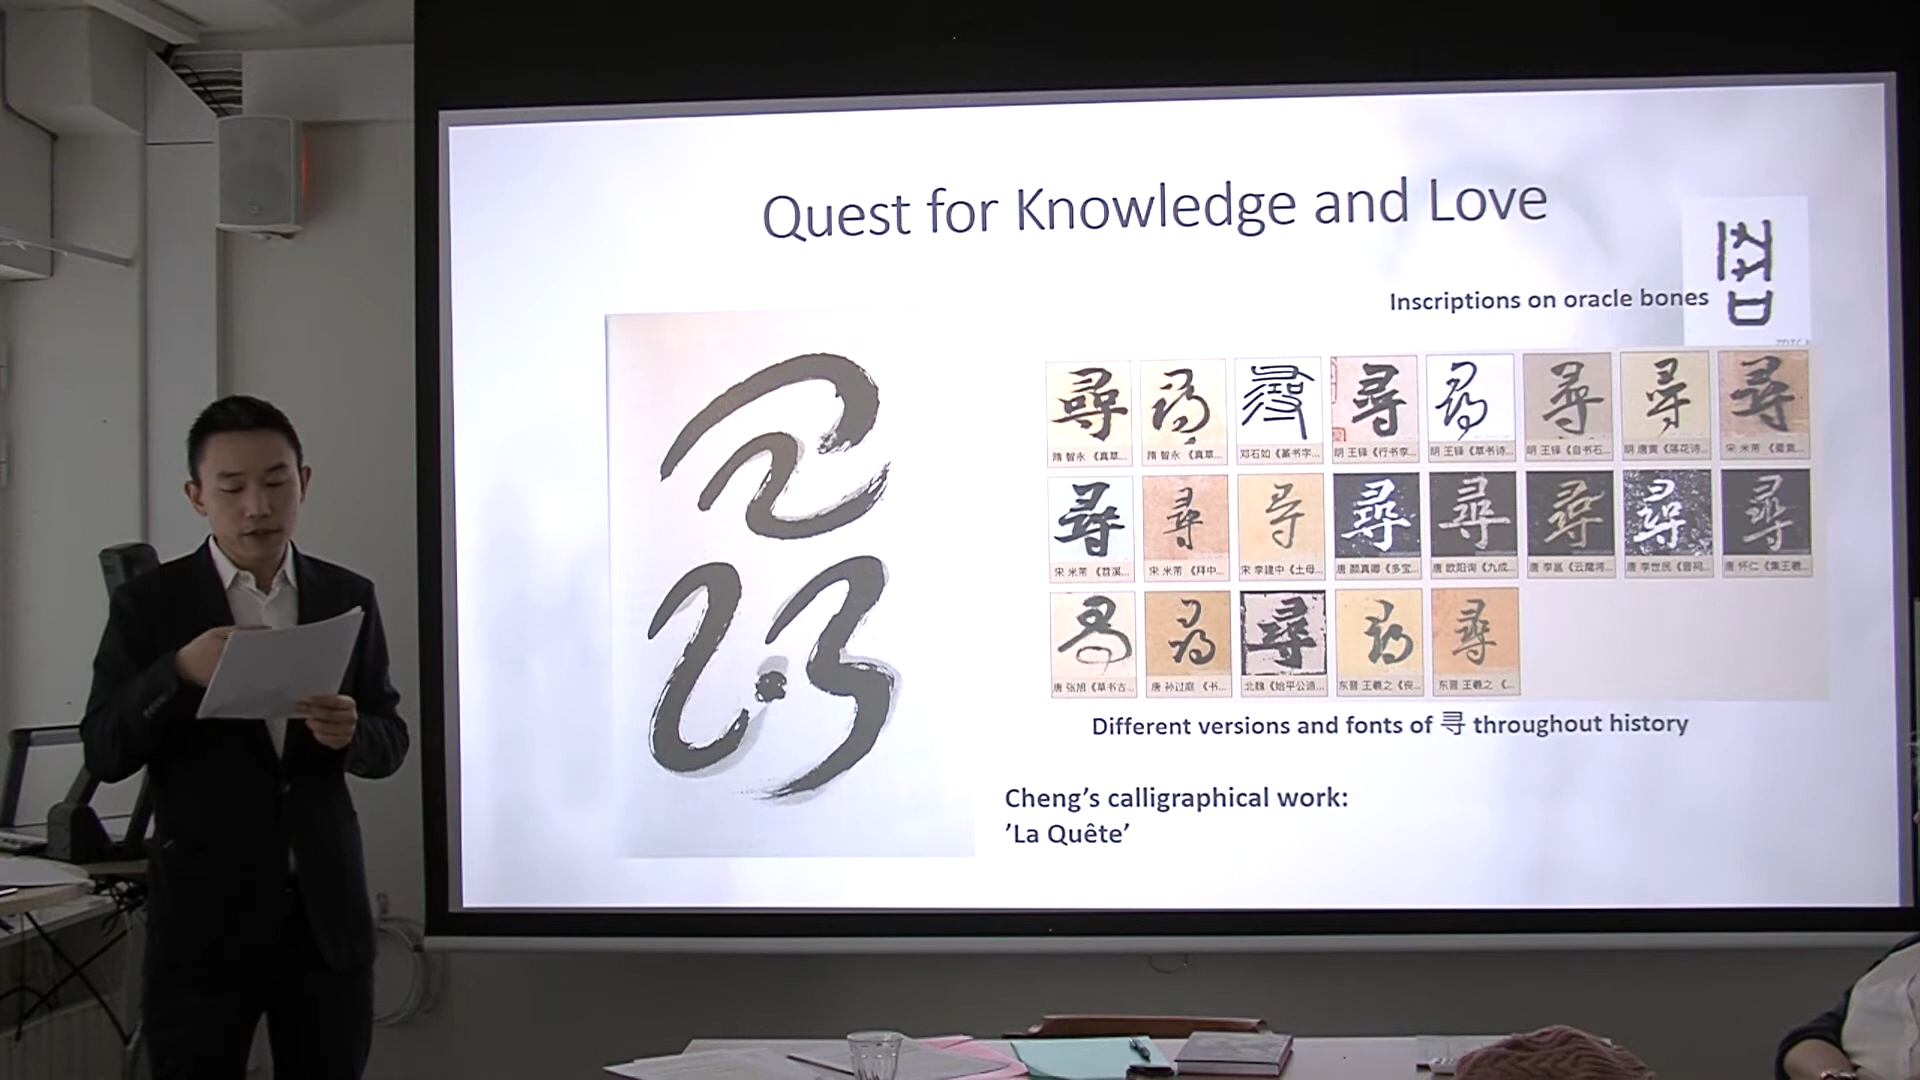 Quest for Knowledge and Love
Inscriptions on oracle bones
隋 智永 《真草...
隋 智永 《真草...
邓石如《篆书字...
明 王铎《行书李...
明 王铎《草书诗...
明 王铎《自书石...
明 唐寅《落花诗...
宋 米芾 《蜀素...
宋 米芾 《苕溪...
宋 米芾 《拜中...
宋 李建中《土母...
唐 颜真卿《多宝...
唐 欧阳询《九成...
唐 李邕《云麾将...
唐 李世民《晋祠...
唐 怀仁《集王羲...
唐 张旭《草书古...
唐 孙过庭 《书...
北魏《始平公造...
东晋 王羲之《丧...
东晋 王羲之 《...
Different versions and fonts of 寻 throughout history
Cheng’s calligraphical work:
’La Quête’